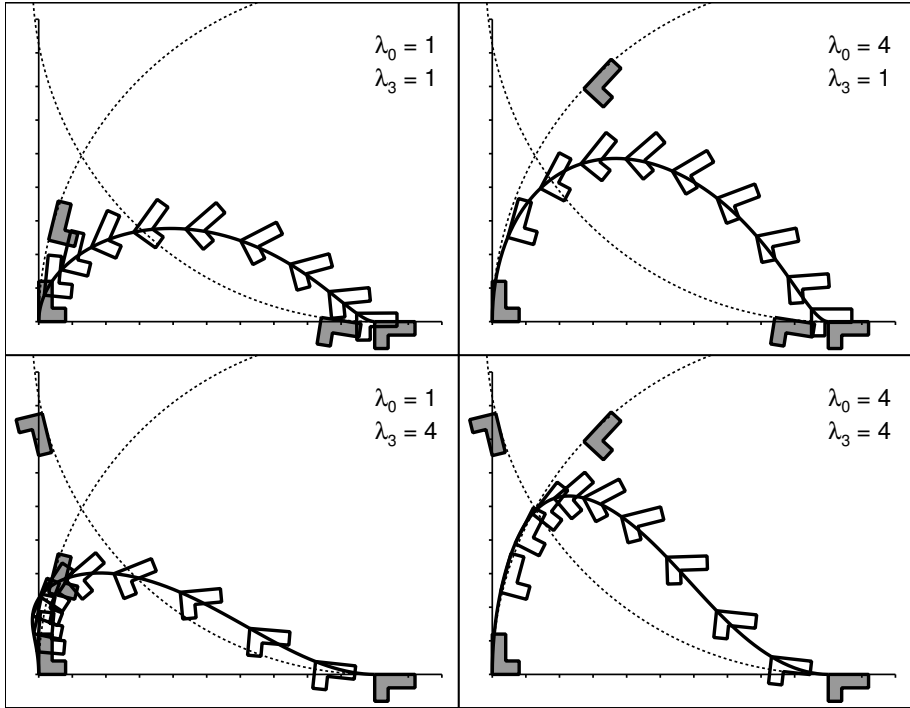 λ₀ = 1
λ₃ = 1
λ₀ = 4
λ₃ = 1
λ₀ = 1
λ₃ = 4
λ₀ = 4
λ₃ = 4